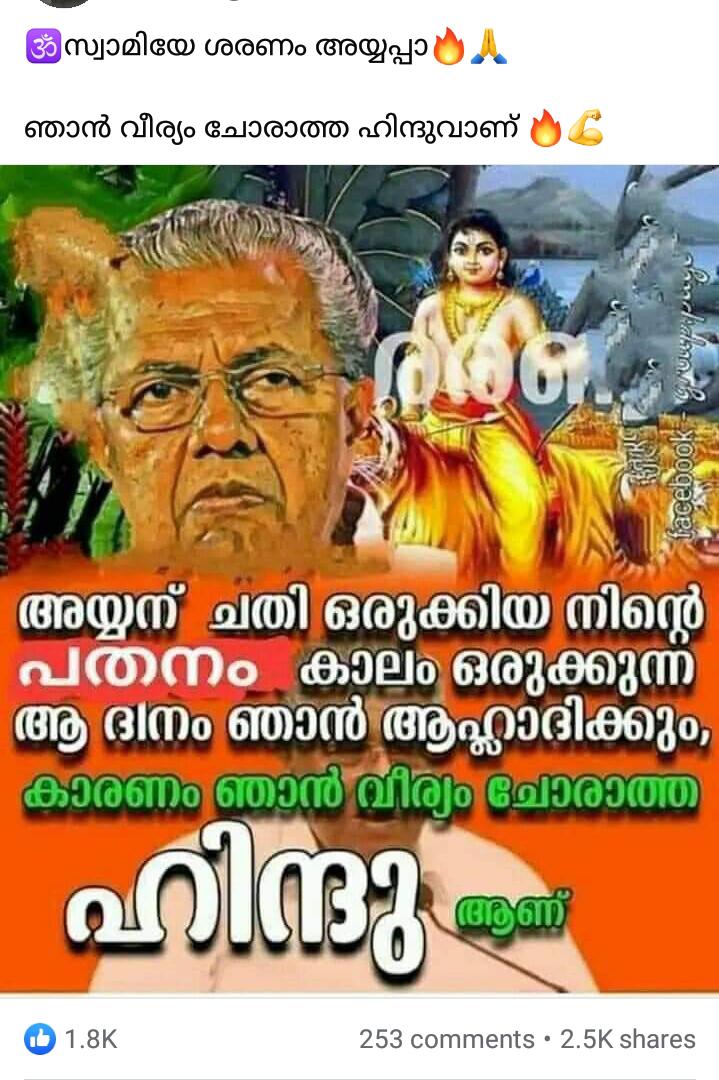 🕉️സ്വാമിയേ ശരണം അയ്യപ്പാ🔥🙏
ഞാൻ വീര്യം ചോരാത്ത ഹിന്ദുവാണ് 🔥💪
facebook -
അയ്യന് ചതി ഒരുക്കിയ നിന്റെ
പതനം കാലം ഒരുക്കുന്ന
ആ ദിനം ഞാൻ ആഹ്ലാദിക്കും,
കാരണം ഞാൻ വീര്യം ചോരാത്ത
ഹിന്ദു ആണ്
1.8K 253 comments • 2.5K shares